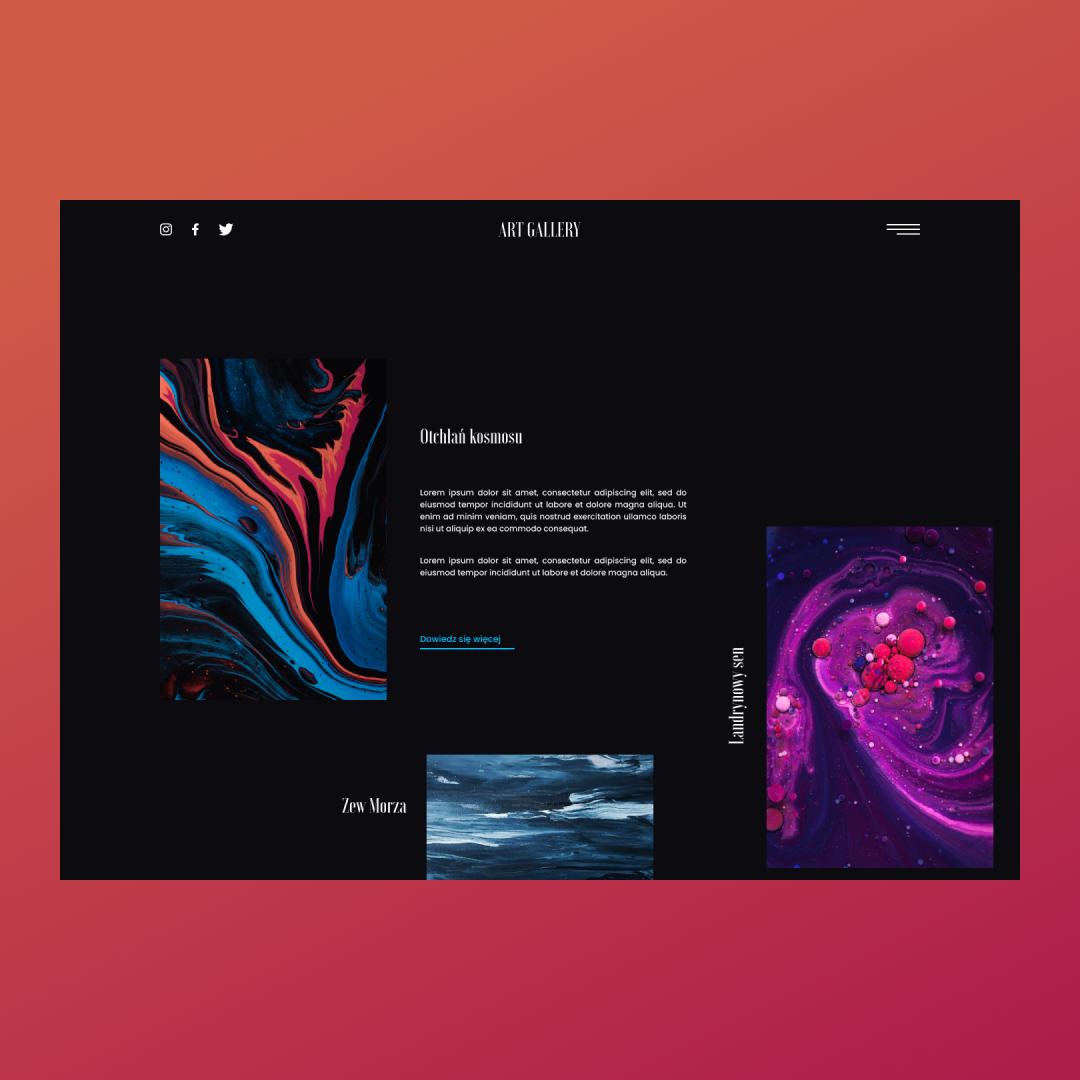 ART GALLERY
Otchłań kosmosu
Lorem ipsum dolor sit amet, consectetur adipiscing elit, sed do
eiusmod tempor incididunt ut labore et dolore magna aliqua. Ut
enim ad minim veniam, quis nostrud exercitation ullamco laboris
nisi ut aliquip ex ea commodo consequat.
Lorem ipsum dolor sit amet, consectetur adipiscing elit, sed do
eiusmod tempor incididunt ut labore et dolore magna aliqua.
Dowiedz się więcej
Landrynowy sen
Zew Morza